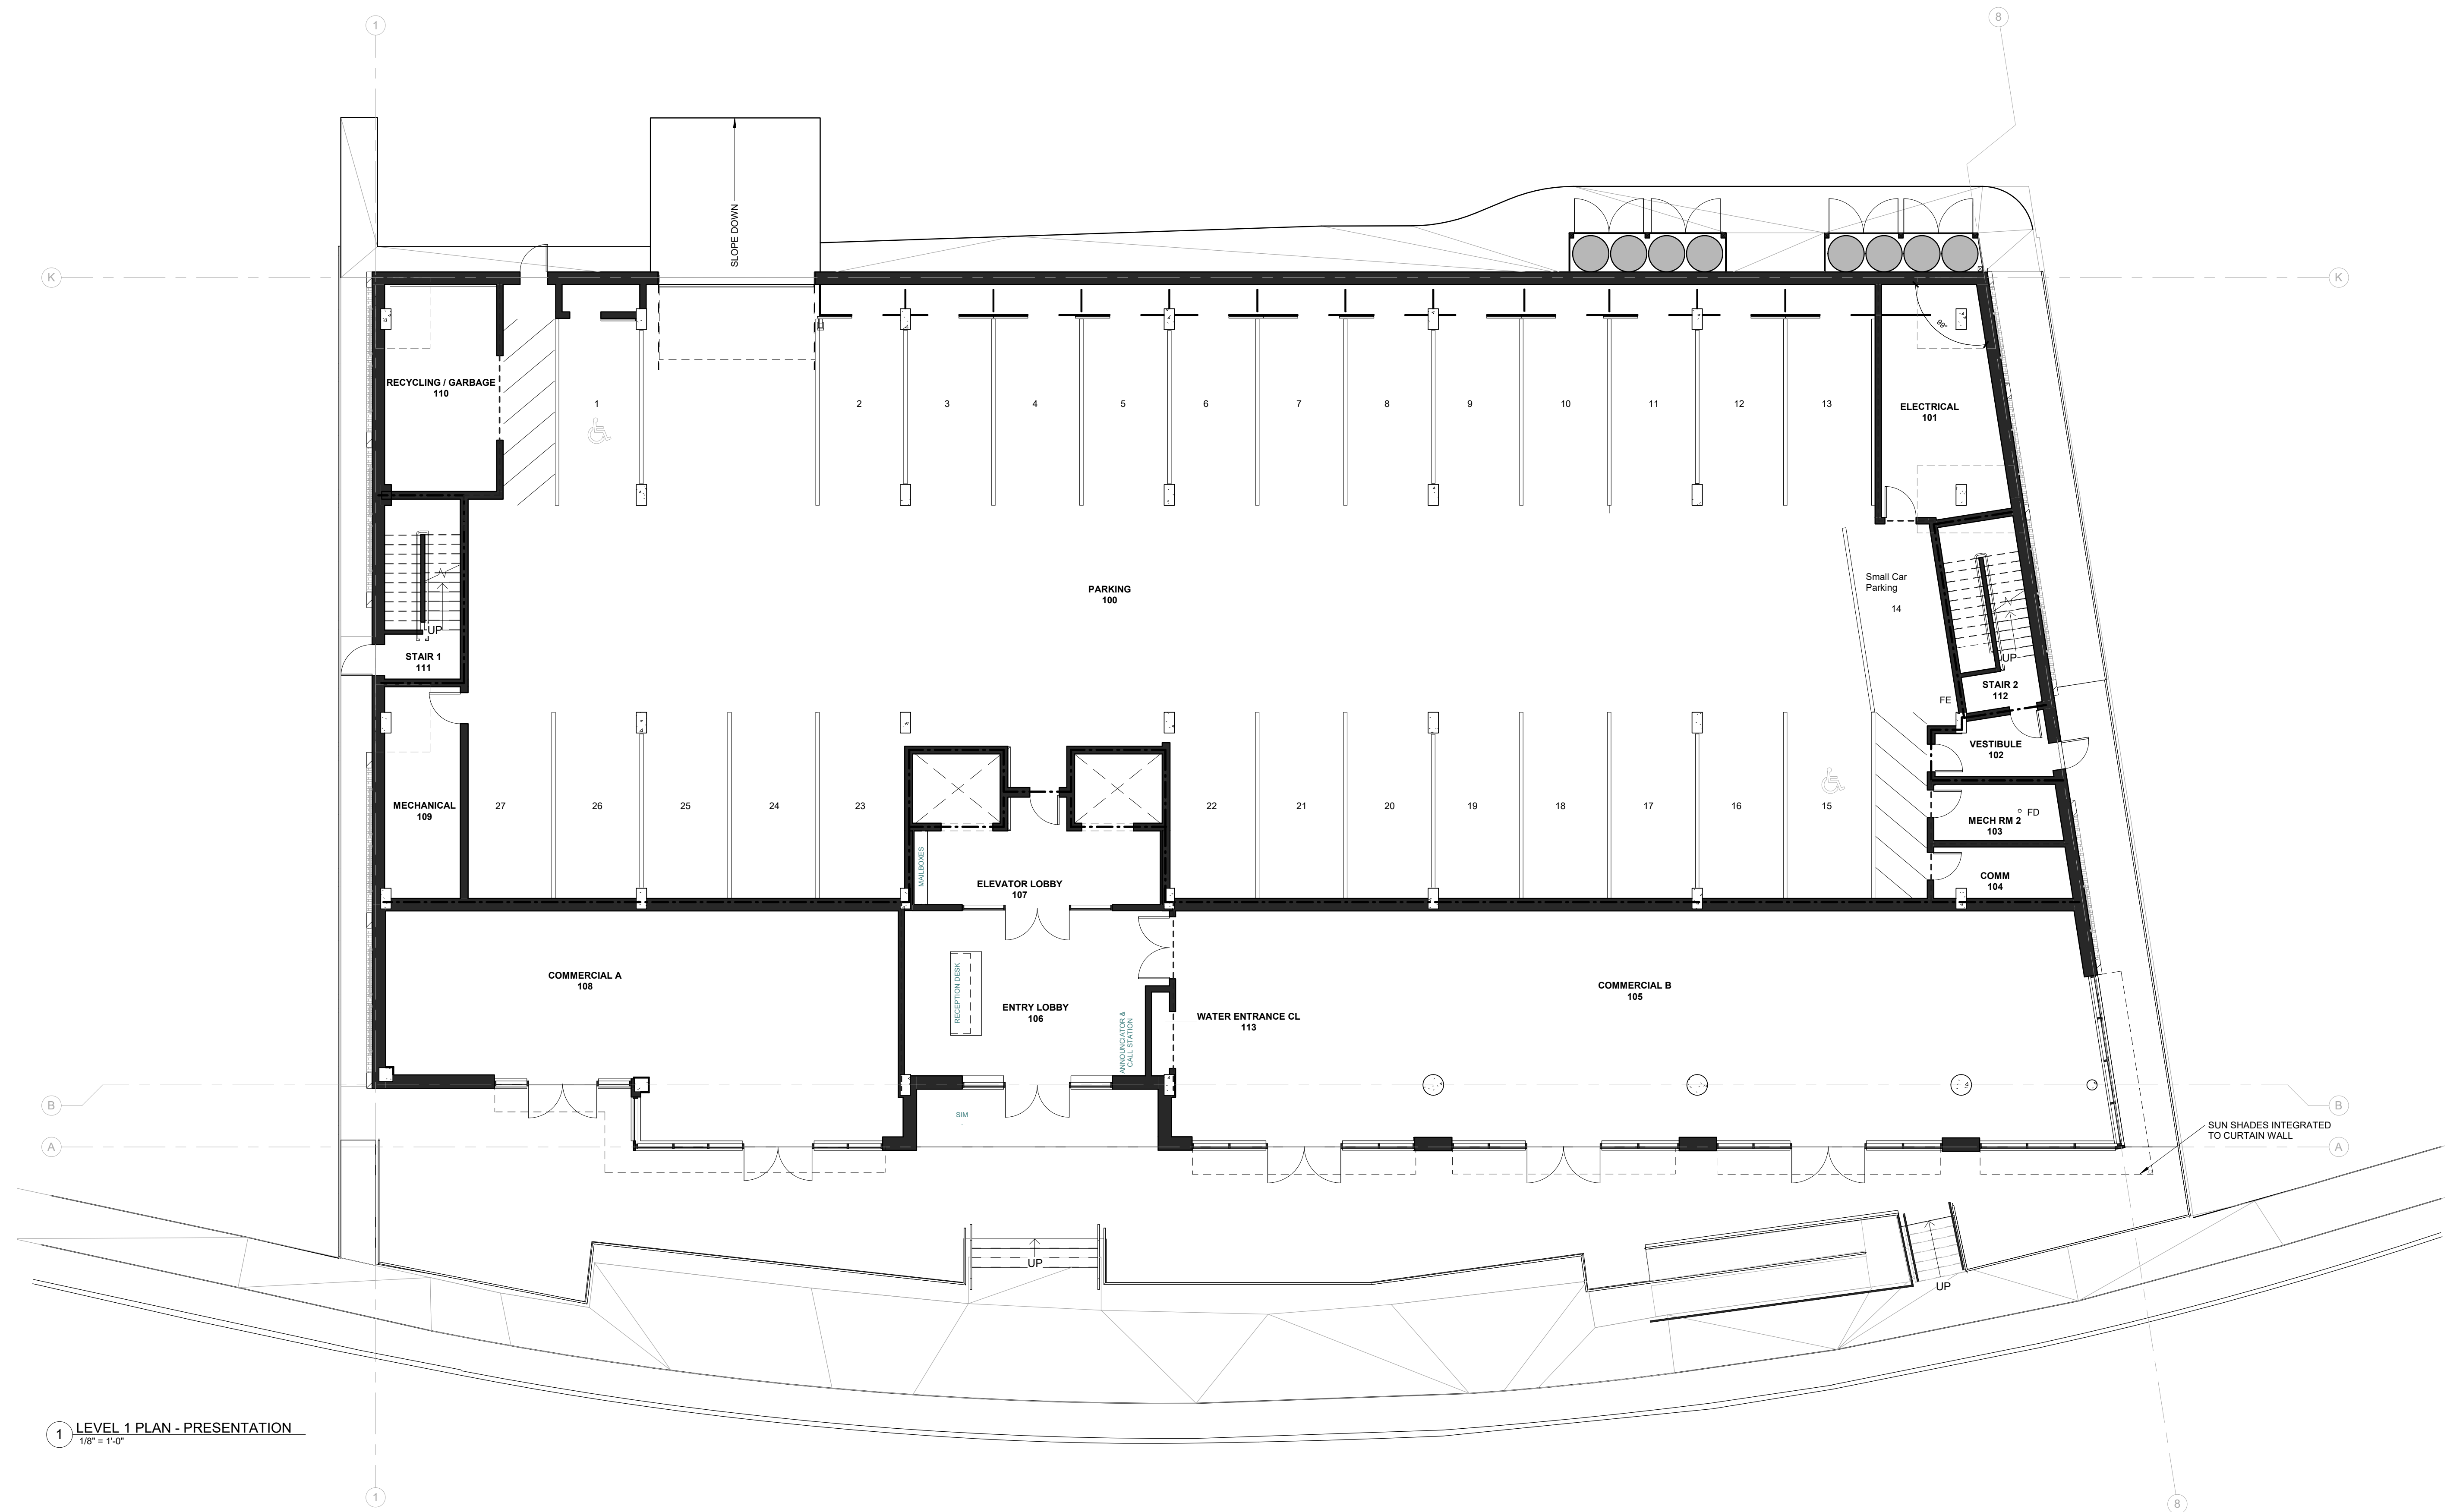 1
8
SLOPE DOWN
K
K
99°
RECYCLING / GARBAGE
110
1
2
3
4
5
6
7
8
9
10
11
12
13
ELECTRICAL
101
PARKING
100
Small Car
Parking
14
UP
STAIR 1
111
UP
STAIR 2
112
FE
VESTIBULE
102
MECHANICAL
109
27
26
25
24
23
22
21
20
19
18
17
16
15
FD
MECH RM 2
103
MAILBOXES
ELEVATOR LOBBY
107
COMM
104
COMMERCIAL A
108
RECEPTION DESK
ENTRY LOBBY
106
ANNOUNCIATOR &
CALL STATION
WATER ENTRANCE CL
113
COMMERCIAL B
105
B
B
SIM
A
A
SUN SHADES INTEGRATED
TO CURTAIN WALL
UP
UP
1
LEVEL 1 PLAN - PRESENTATION
1/8" = 1'-0"
1
8